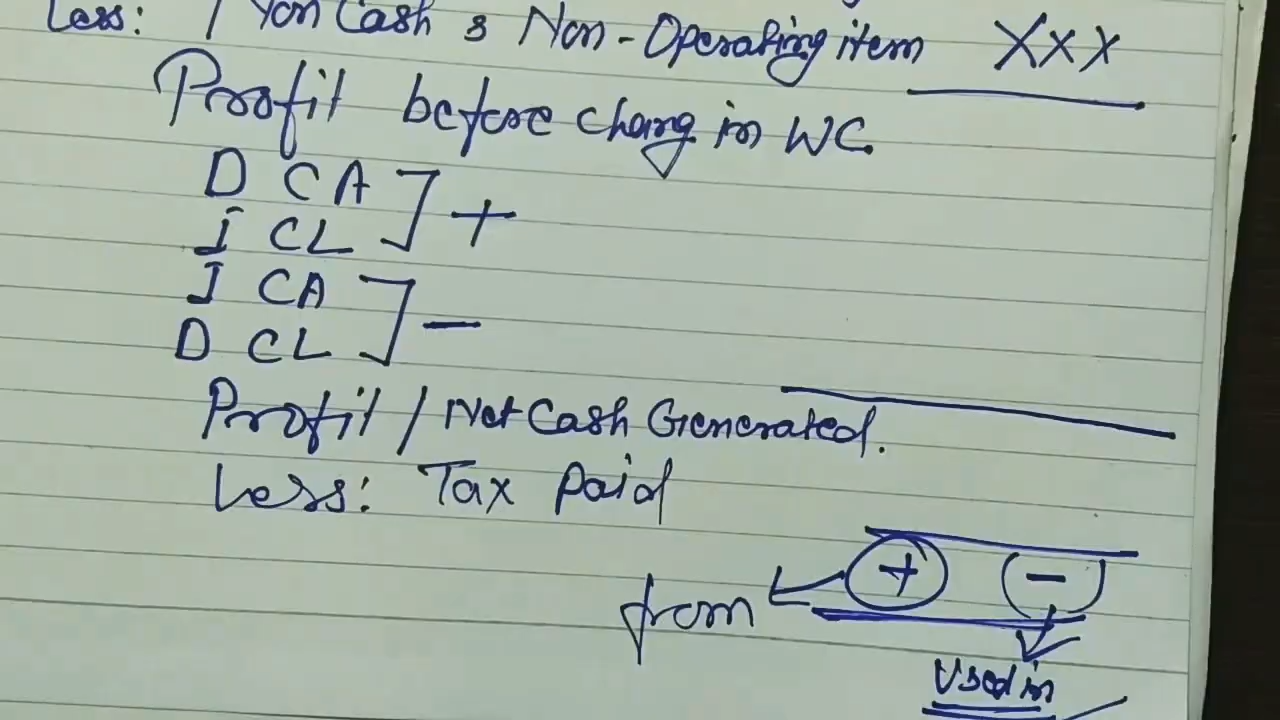 Less: Non Cash & Non-Operating item XXX
Profit before chang in WC
D CA ] +
I CL
I CA ] -
D CL
Profit / Net Cash Generated.
Less: Tax Paid
+ -
from
Used in